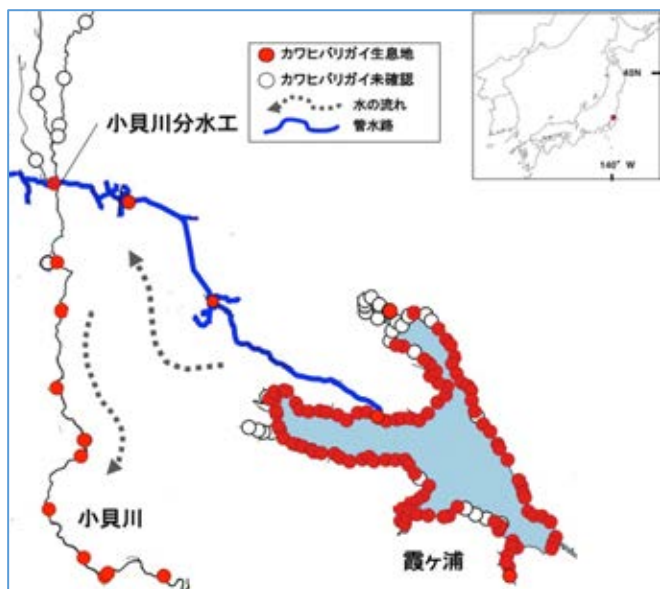 カワヒバリガイ生息地
カワヒバリガイ未確認
水の流れ
管水路
小貝川分水工
40N
140° W
小貝川
霞ヶ浦